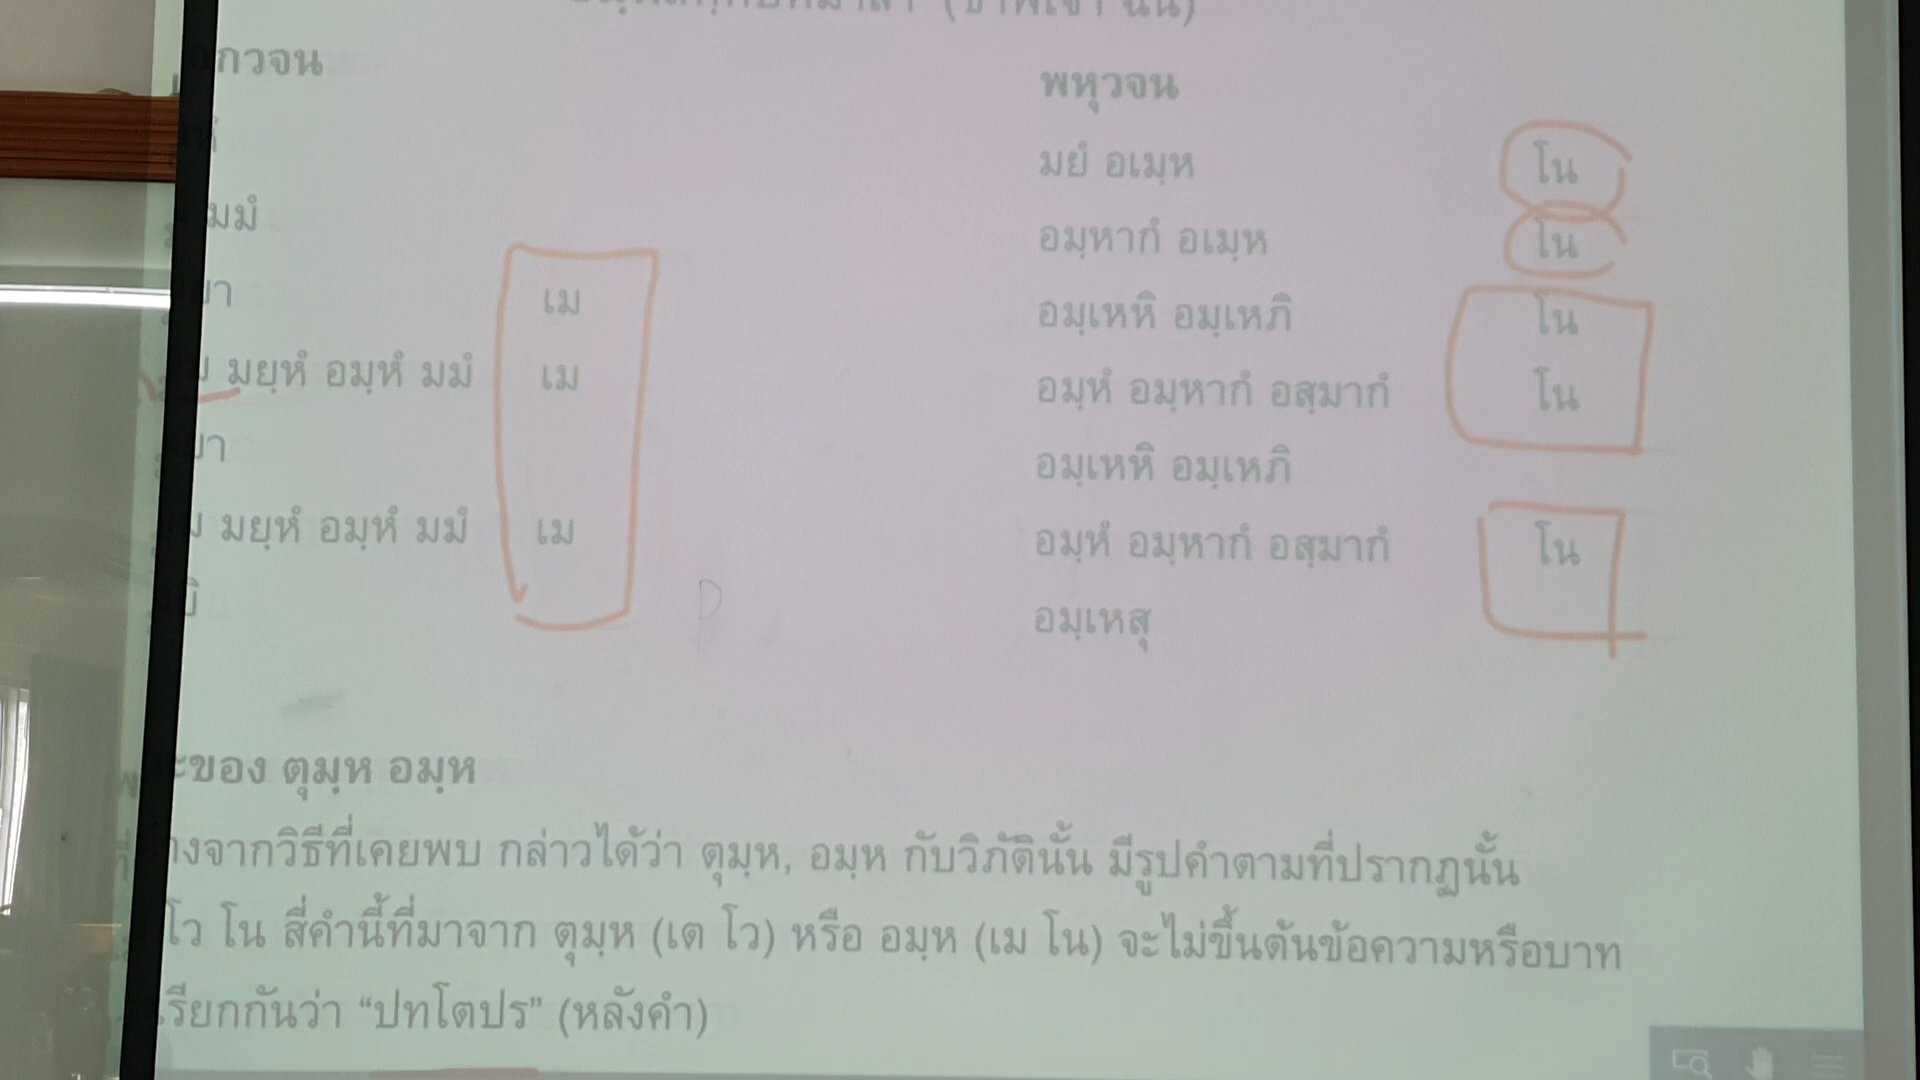 (ข้าพเจ้า ฉัน)
กวจน
พหุวจน
มยํ อเมฺห โน
มมํ
อมฺหากํ อเมฺห โน
เม
อมฺเหหิ อมฺเหภิ โน
มยฺหํ อมฺหํ มมํ เม
อมฺหํ อมฺหากํ อสฺมากํ โน
อมฺเหหิ อมฺเหภิ
มยฺหํ อมฺหํ มมํ เม
อมฺหํ อมฺหากํ อสฺมากํ โน
อมฺเหสุ
ะของ ตุมฺห อมฺห
างจากวิธีที่เคยพบ กล่าวได้ว่า ตุมฺห, อมฺห กับวิภัตินั้น มีรูปคำตามที่ปรากฏนั้น
โว โน สี่คำนี้ที่มาจาก ตุมฺห (เต โว) หรือ อมฺห (เม โน) จะไม่ขึ้นต้นข้อความหรือบาท
รียกกันว่า “ปทโตปร” (หลังคำ)